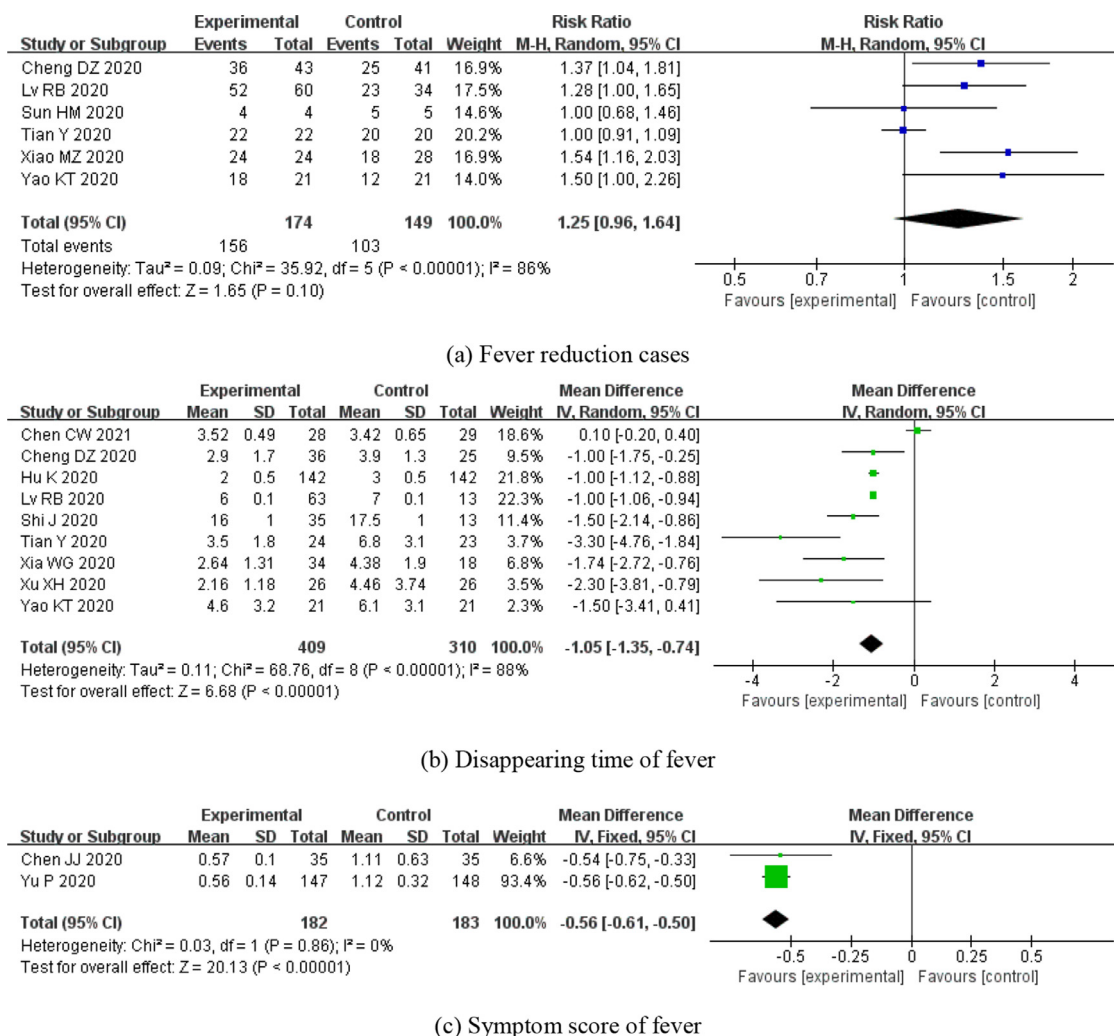 Experimental Control Risk Ratio Risk Ratio
Study or Subgroup Events Total Events Total Weight M-H, Random, 95% CI M-H, Random, 95% CI
Cheng DZ 2020 36 43 25 41 16.9% 1.37 [1.04, 1.81]
Lv RB 2020 52 60 23 34 17.5% 1.28 [1.00, 1.65]
Sun HM 2020 4 4 5 5 14.6% 1.00 [0.68, 1.46]
Tian Y 2020 22 22 20 20 20.2% 1.00 [0.91, 1.09]
Xiao MZ 2020 24 24 18 28 16.9% 1.54 [1.16, 2.03]
Yao KT 2020 18 21 12 21 14.0% 1.50 [1.00, 2.26]
Total (95% CI) 174 149 100.0% 1.25 [0.96, 1.64]
Total events 156 103
Heterogeneity: Tau² = 0.09; Chi² = 35.92, df = 5 (P < 0.00001); I² = 86%
Test for overall effect: Z = 1.65 (P = 0.10)
0.5 0.7 1 1.5 2
Favours [experimental] Favours [control]
(a) Fever reduction cases
Experimental Control Mean Difference Mean Difference
Study or Subgroup Mean SD Total Mean SD Total Weight IV, Random, 95% CI IV, Random, 95% CI
Chen CW 2021 3.52 0.49 28 3.42 0.65 29 18.6% 0.10 [-0.20, 0.40]
Cheng DZ 2020 2.9 1.7 36 3.9 1.3 25 9.5% -1.00 [-1.75, -0.25]
Hu K 2020 2 0.5 142 3 0.5 142 21.8% -1.00 [-1.12, -0.88]
Lv RB 2020 6 0.1 63 7 0.1 13 22.3% -1.00 [-1.06, -0.94]
Shi J 2020 16 1 35 17.5 1 13 11.4% -1.50 [-2.14, -0.86]
Tian Y 2020 3.5 1.8 24 6.8 3.1 23 3.7% -3.30 [-4.76, -1.84]
Xia WG 2020 2.64 1.31 34 4.38 1.9 18 6.8% -1.74 [-2.72, -0.76]
Xu XH 2020 2.16 1.18 26 4.46 3.74 26 3.5% -2.30 [-3.81, -0.79]
Yao KT 2020 4.6 3.2 21 6.1 3.1 21 2.3% -1.50 [-3.41, 0.41]
Total (95% CI) 409 310 100.0% -1.05 [-1.35, -0.74]
Heterogeneity: Tau² = 0.11; Chi² = 68.76, df = 8 (P < 0.00001); I² = 88%
Test for overall effect: Z = 6.68 (P < 0.00001)
-4 -2 0 2 4
Favours [experimental] Favours [control]
(b) Disappearing time of fever
Experimental Control Mean Difference Mean Difference
Study or Subgroup Mean SD Total Mean SD Total Weight IV, Fixed, 95% CI IV, Fixed, 95% CI
Chen JJ 2020 0.57 0.1 35 1.11 0.63 35 6.6% -0.54 [-0.75, -0.33]
Yu P 2020 0.56 0.14 147 1.12 0.32 148 93.4% -0.56 [-0.62, -0.50]
Total (95% CI) 182 183 100.0% -0.56 [-0.61, -0.50]
Heterogeneity: Chi² = 0.03, df = 1 (P = 0.86); I² = 0%
Test for overall effect: Z = 20.13 (P < 0.00001)
-0.5 -0.25 0 0.25 0.5
Favours [experimental] Favours [control]
(c) Symptom score of fever